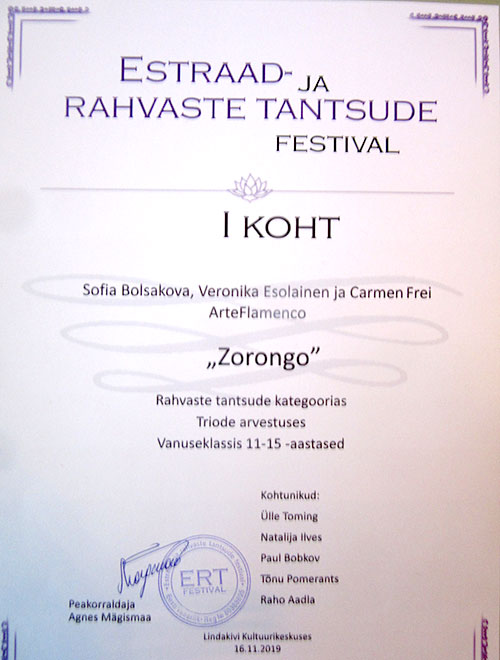 ESTRAAD- JA
RAHVASTE TANTSUDE
FESTIVAL
I KOHT
Sofia Bolsakova, Veronika Esolainen ja Carmen Frei
ArteFlamenco
„Zorongo”
Rahvaste tantsude kategoorias
Triode arvestuses
Vanuseklassis 11-15 -aastased
Kohtunikud:
Ülle Toming
Natalija Ilves
Paul Bobkov
Tõnu Pomerants
Raho Aadla
ERT
FESTIVAL
Peakorraldaja
Agnes Mägismaa
Lindakivi Kultuurikeskuses
16.11.2019